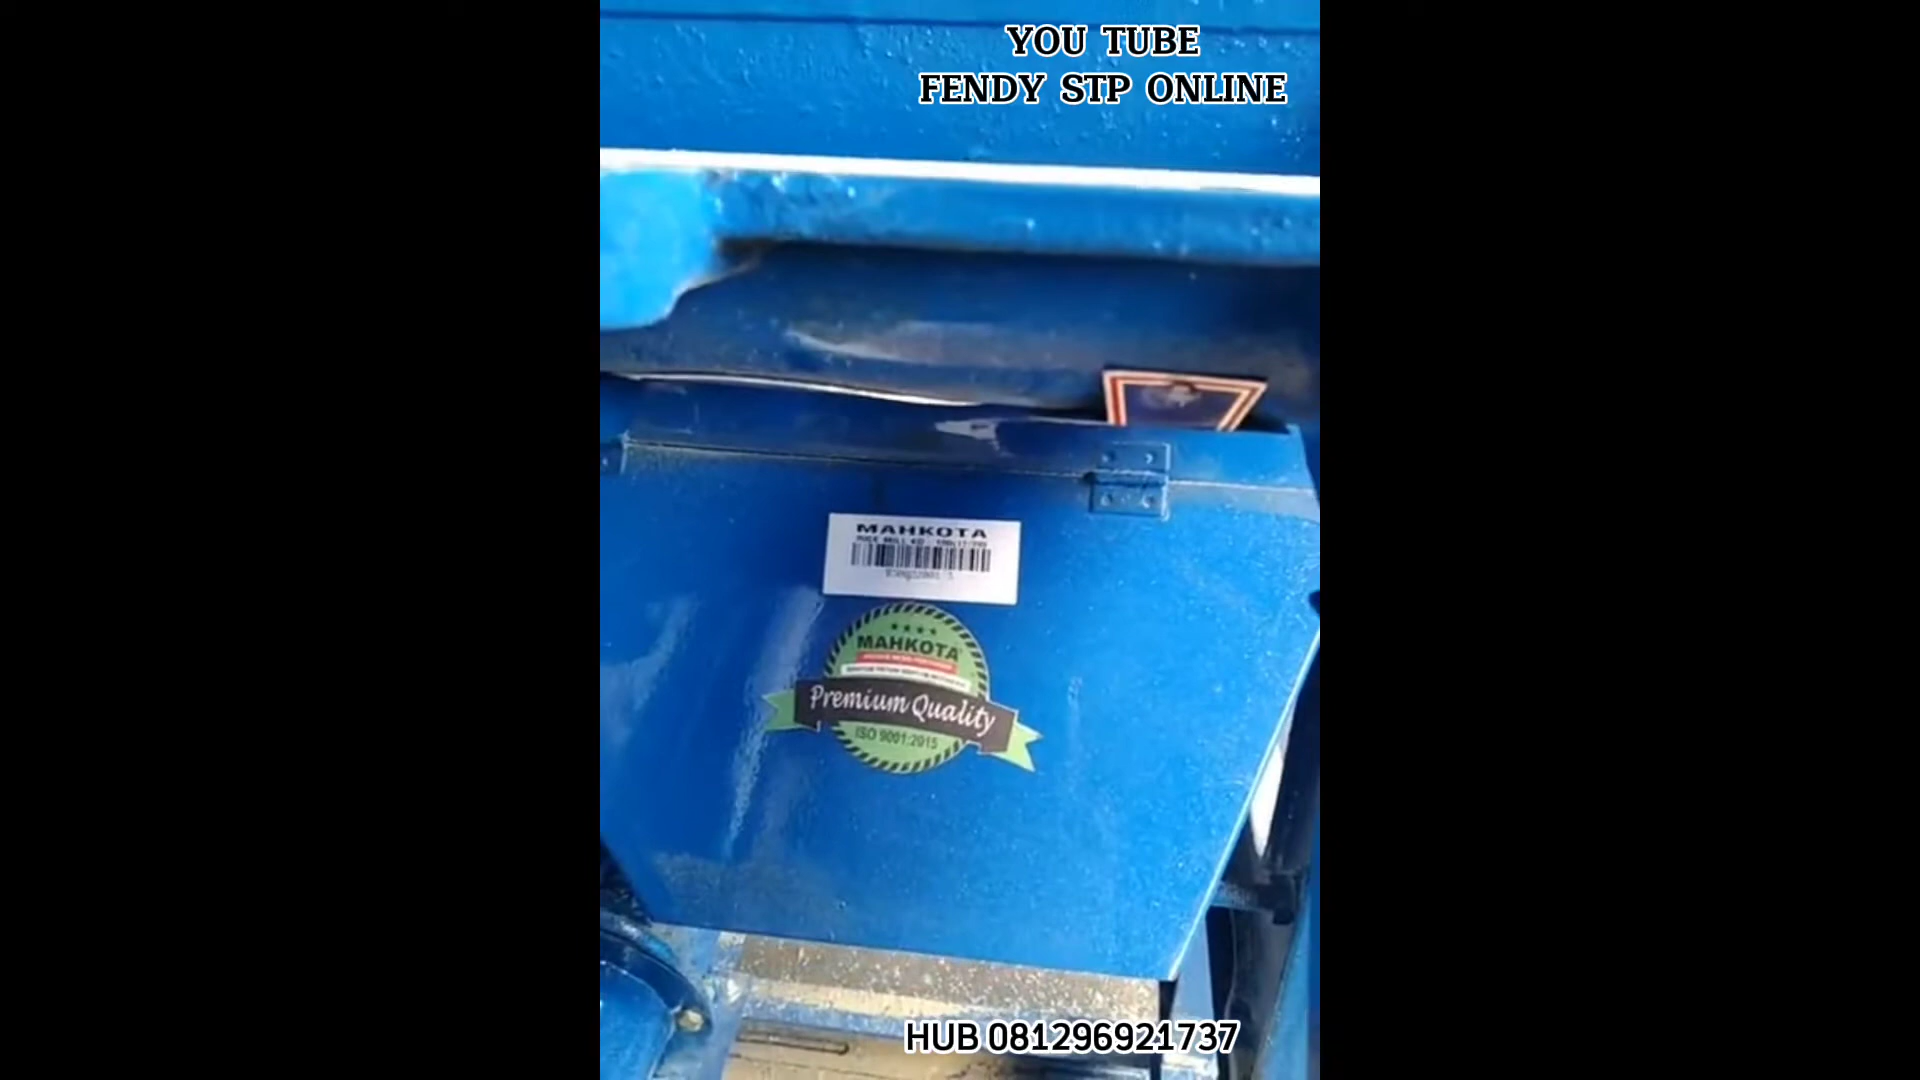 YOU TUBE
FENDY STP ONLINE
MAHKOTA
MAHKOTA
Premium Quality
ISO 9001:2015
HUB 081296921737